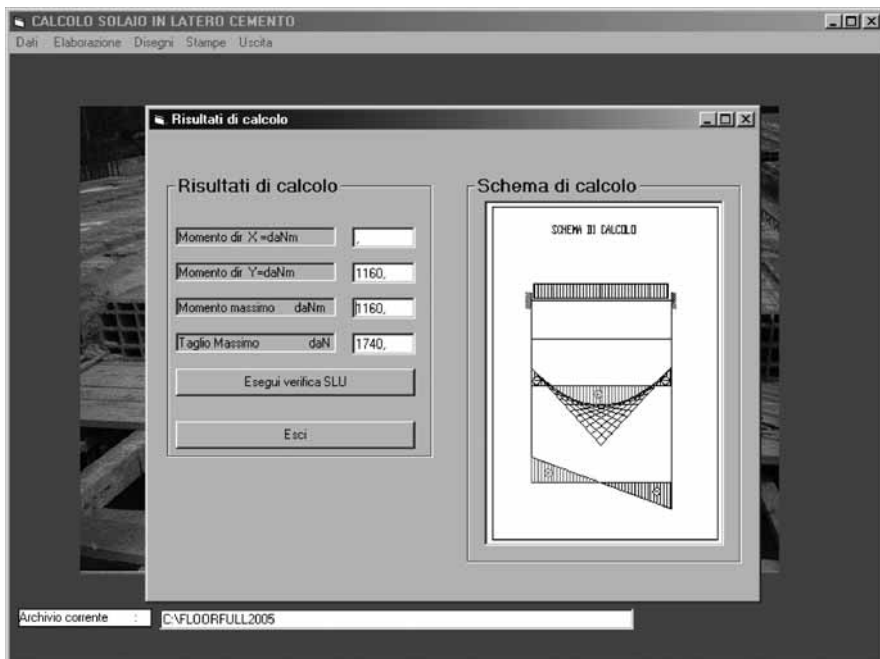 CALCOLO SOLAIO IN LATERO CEMENTO
Dati Elaborazione Disegni Stampe Uscita
Risultati di calcolo
Risultati di calcolo
Momento dir X =daNm ,
Momento dir Y=daNm 1160,
Momento massimo daNm 1160,
Taglio Massimo daN 1740,
Esegui verifica SLU
Esci
Schema di calcolo
SCHEMA DI CALCOLO
Archivio corrente : C:\FLOORFULL2005